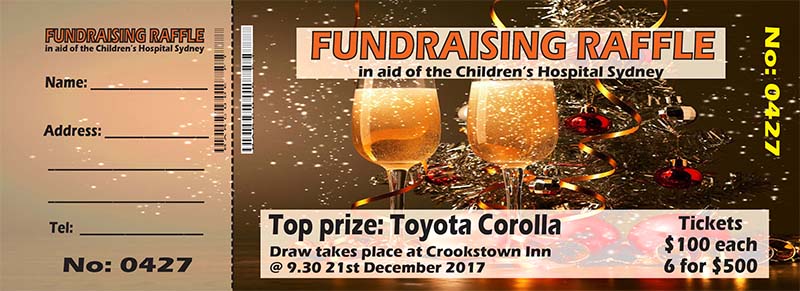 FUNDRAISING RAFFLE
in aid of the Children's Hospital Sydney
Name:
Address:
Tel:
No: 0427
FUNDRAISING RAFFLE
in aid of the Children's Hospital Sydney
No: 0427
Top prize: Toyota Corolla
Draw takes place at Crookstown Inn
@ 9.30 21st December 2017
Tickets
$100 each
6 for $500